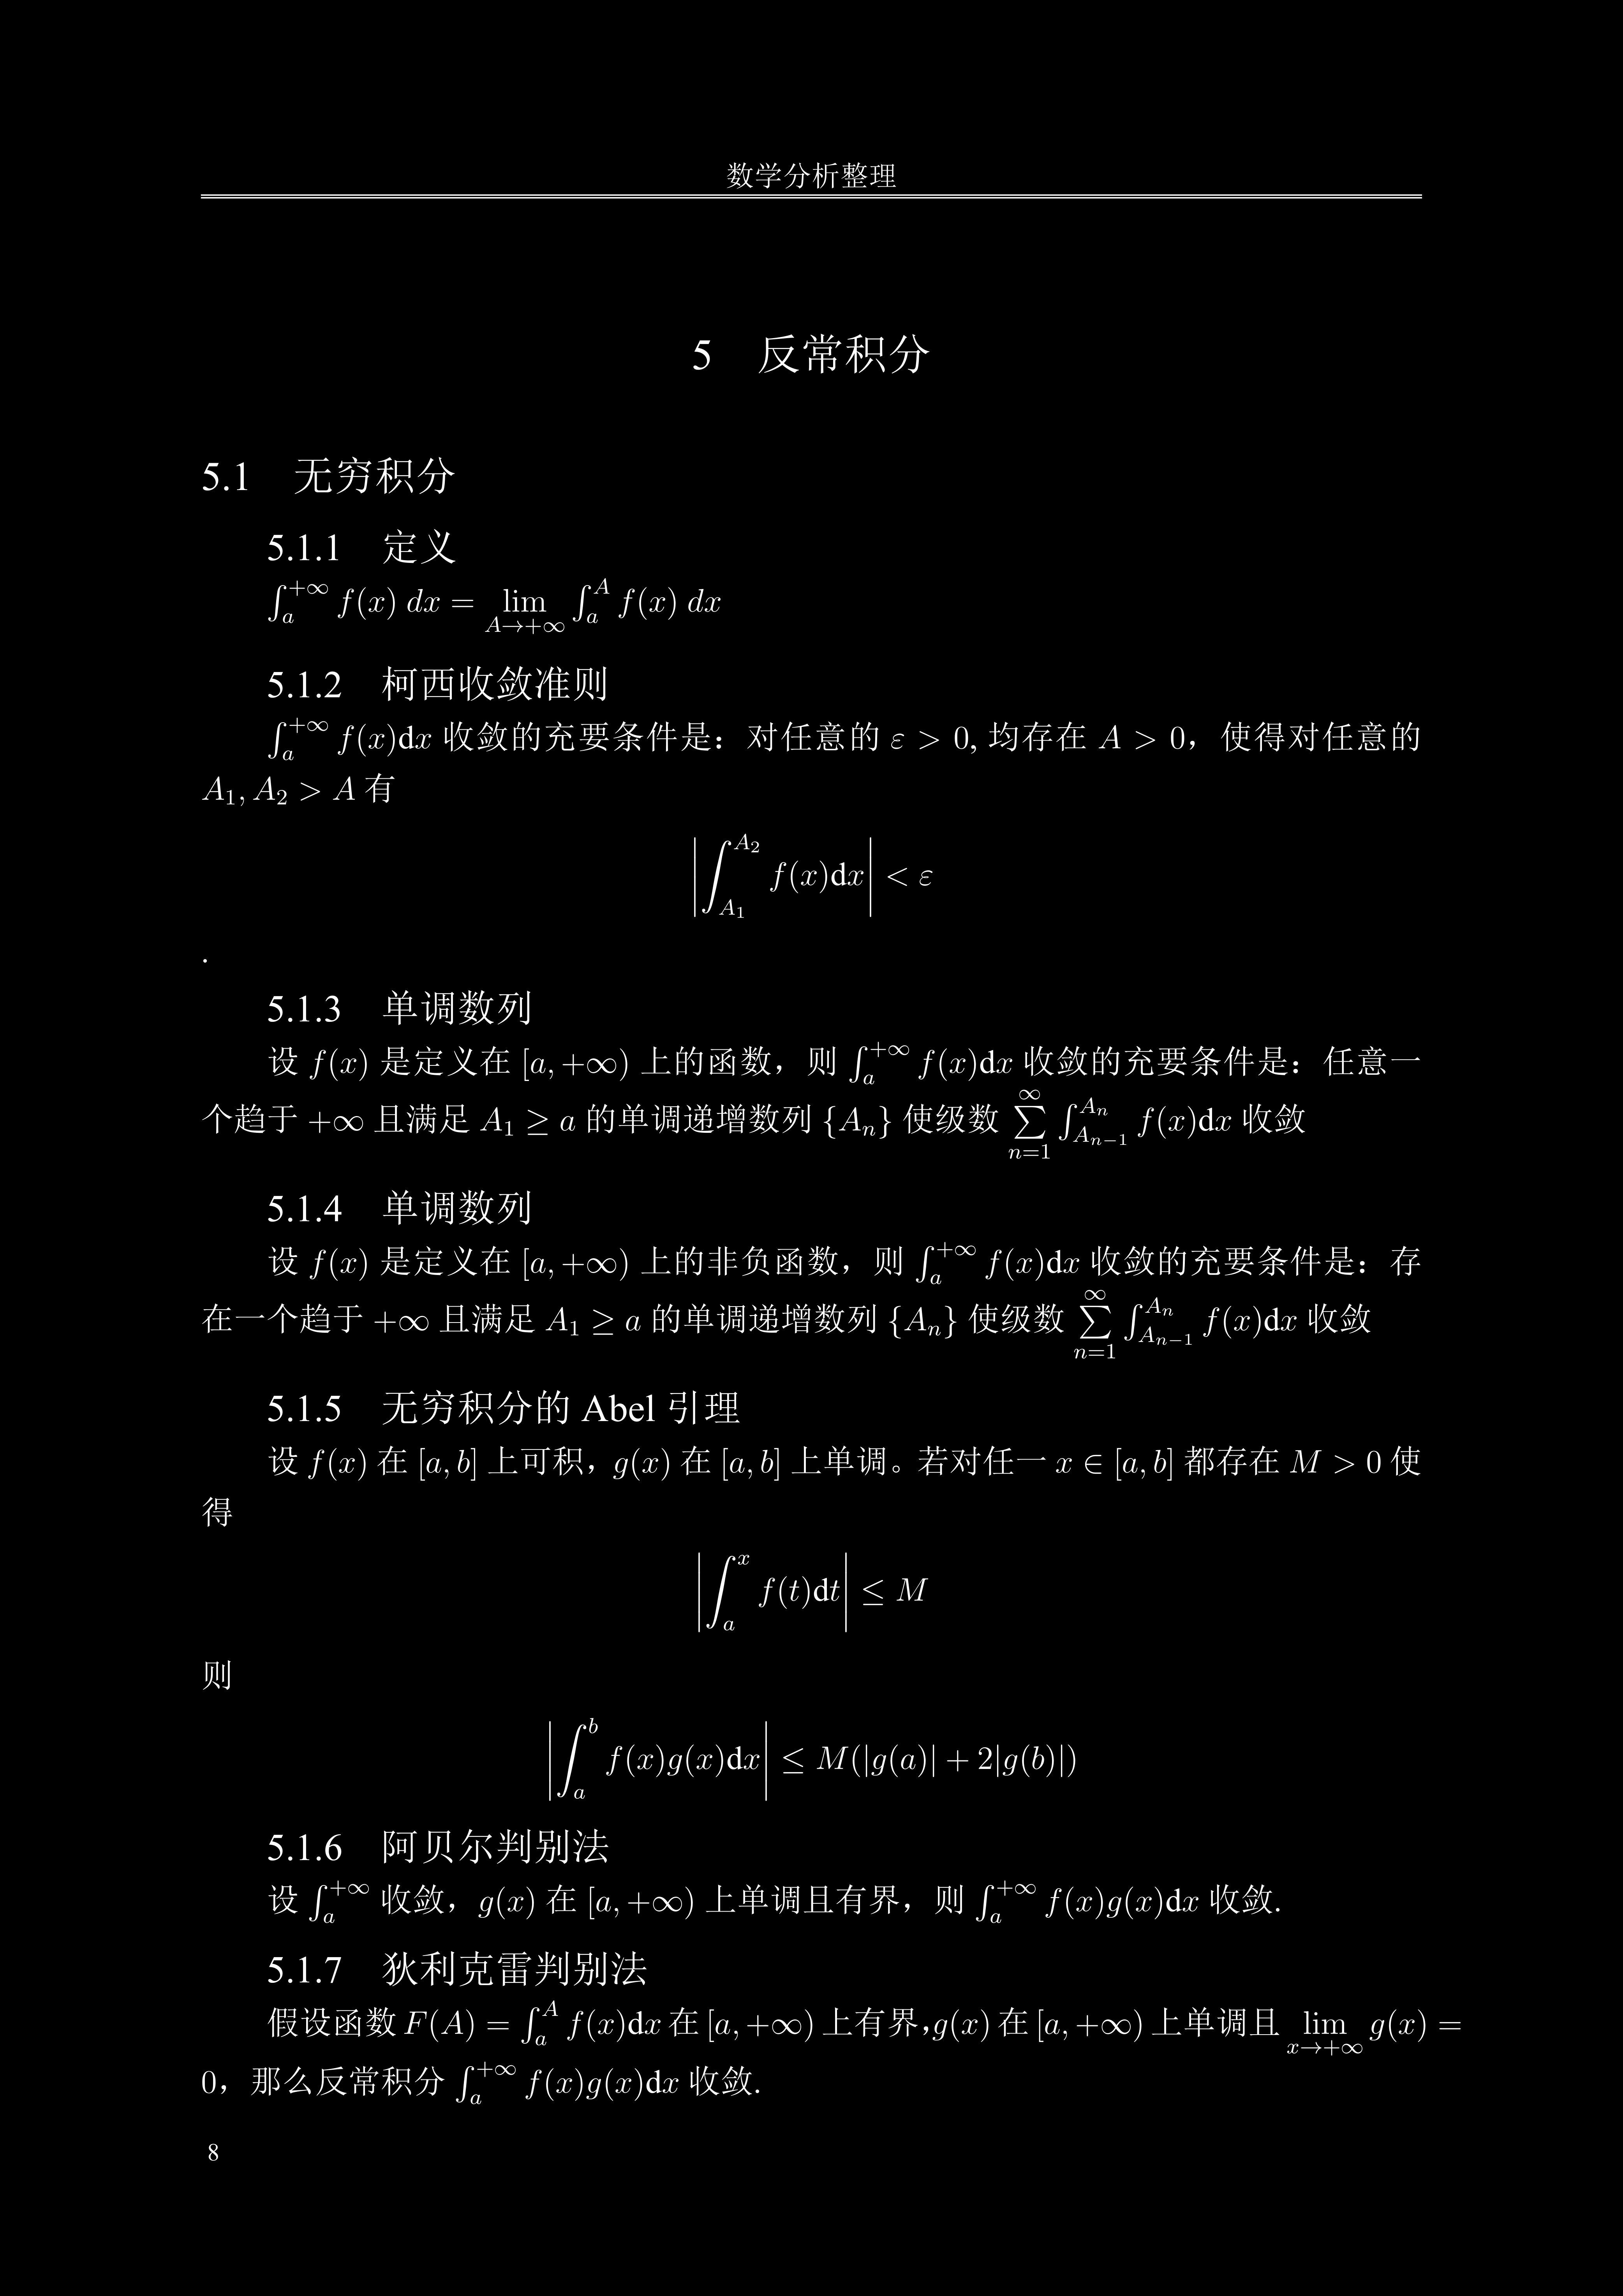 数学分析整理
5 反常积分
5.1 无穷积分
5.1.1 定义
$\int_a^{+\infty} f(x)\ dx = \lim\limits_{A\to+\infty} \int_a^A f(x)\ dx$
5.1.2 柯西收敛准则
$\int_a^{+\infty} f(x)\mathrm{d}x$ 收敛的充要条件是：对任意的 $\varepsilon > 0$, 均存在 $A > 0$，使得对任意的
$A_1, A_2 > A$ 有
$\left|\int_{A_1}^{A_2} f(x)\mathrm{d}x\right| < \varepsilon$
.
5.1.3 单调数列
设 $f(x)$ 是定义在 $[a, +\infty)$ 上的函数，则 $\int_a^{+\infty} f(x)\mathrm{d}x$ 收敛的充要条件是：任意一
个趋于 $+\infty$ 且满足 $A_1 \geq a$ 的单调递增数列 $\{A_n\}$ 使级数 $\sum\limits_{n=1}^{\infty} \int_{A_{n-1}}^{A_n} f(x)\mathrm{d}x$ 收敛
5.1.4 单调数列
设 $f(x)$ 是定义在 $[a, +\infty)$ 上的非负函数，则 $\int_a^{+\infty} f(x)\mathrm{d}x$ 收敛的充要条件是：存
在一个趋于 $+\infty$ 且满足 $A_1 \geq a$ 的单调递增数列 $\{A_n\}$ 使级数 $\sum\limits_{n=1}^{\infty} \int_{A_{n-1}}^{A_n} f(x)\mathrm{d}x$ 收敛
5.1.5 无穷积分的 Abel 引理
设 $f(x)$ 在 $[a, b]$ 上可积，$g(x)$ 在 $[a, b]$ 上单调。若对任一 $x \in [a, b]$ 都存在 $M > 0$ 使
得
$\left|\int_a^x f(t)\mathrm{d}t\right| \leq M$
则
$\left|\int_a^b f(x)g(x)\mathrm{d}x\right| \leq M(|g(a)| + 2|g(b)|)$
5.1.6 阿贝尔判别法
设 $\int_a^{+\infty}$ 收敛，$g(x)$ 在 $[a, +\infty)$ 上单调且有界，则 $\int_a^{+\infty} f(x)g(x)\mathrm{d}x$ 收敛.
5.1.7 狄利克雷判别法
假设函数 $F(A) = \int_a^A f(x)\mathrm{d}x$ 在 $[a, +\infty)$ 上有界，$g(x)$ 在 $[a, +\infty)$ 上单调且 $\lim\limits_{x\to+\infty} g(x) =$
$0$，那么反常积分 $\int_a^{+\infty} f(x)g(x)\mathrm{d}x$ 收敛.
8